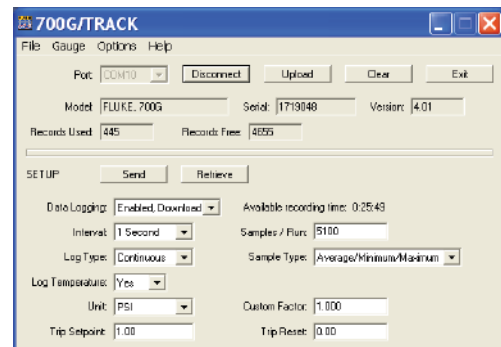 700G/TRACK
File Gauge Options Help
Port: COM10 Disconnect Upload Clear Exit
Model: FLUKE, 700G Serial: 1719048 Version: 4.01
Records Used: 445 Records Free: 4655
SETUP Send Retrieve
Data Logging: Enabled, Download Available recording time: 0:25:49
Interval: 1 Second Samples / Run: 5100
Log Type: Continuous Sample Type: Average/Minimum/Maximum
Log Temperature: Yes
Unit: PSI Custom Factor: 1.000
Trip Setpoint: 1.00 Trip Reset: 0.00